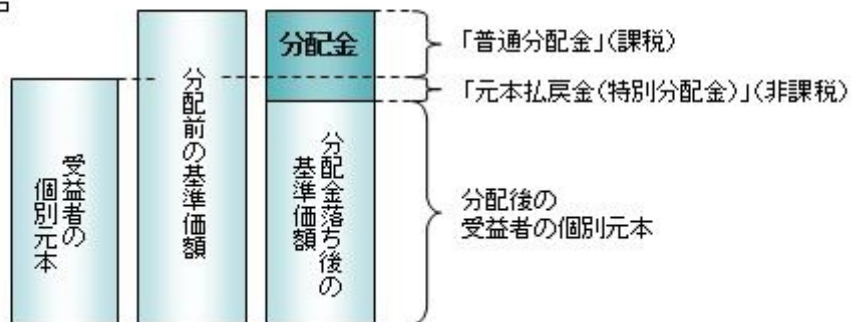 受益者の
個別元本
分配前の基準価額
分配金
分配金落ち後の
基準価額
「普通分配金」(課税)
「元本払戻金(特別分配金)」(非課税)
分配後の
受益者の個別元本